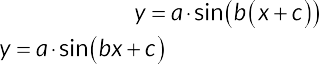 y = a · sin(b(x + c))
y = a · sin(bx + c)